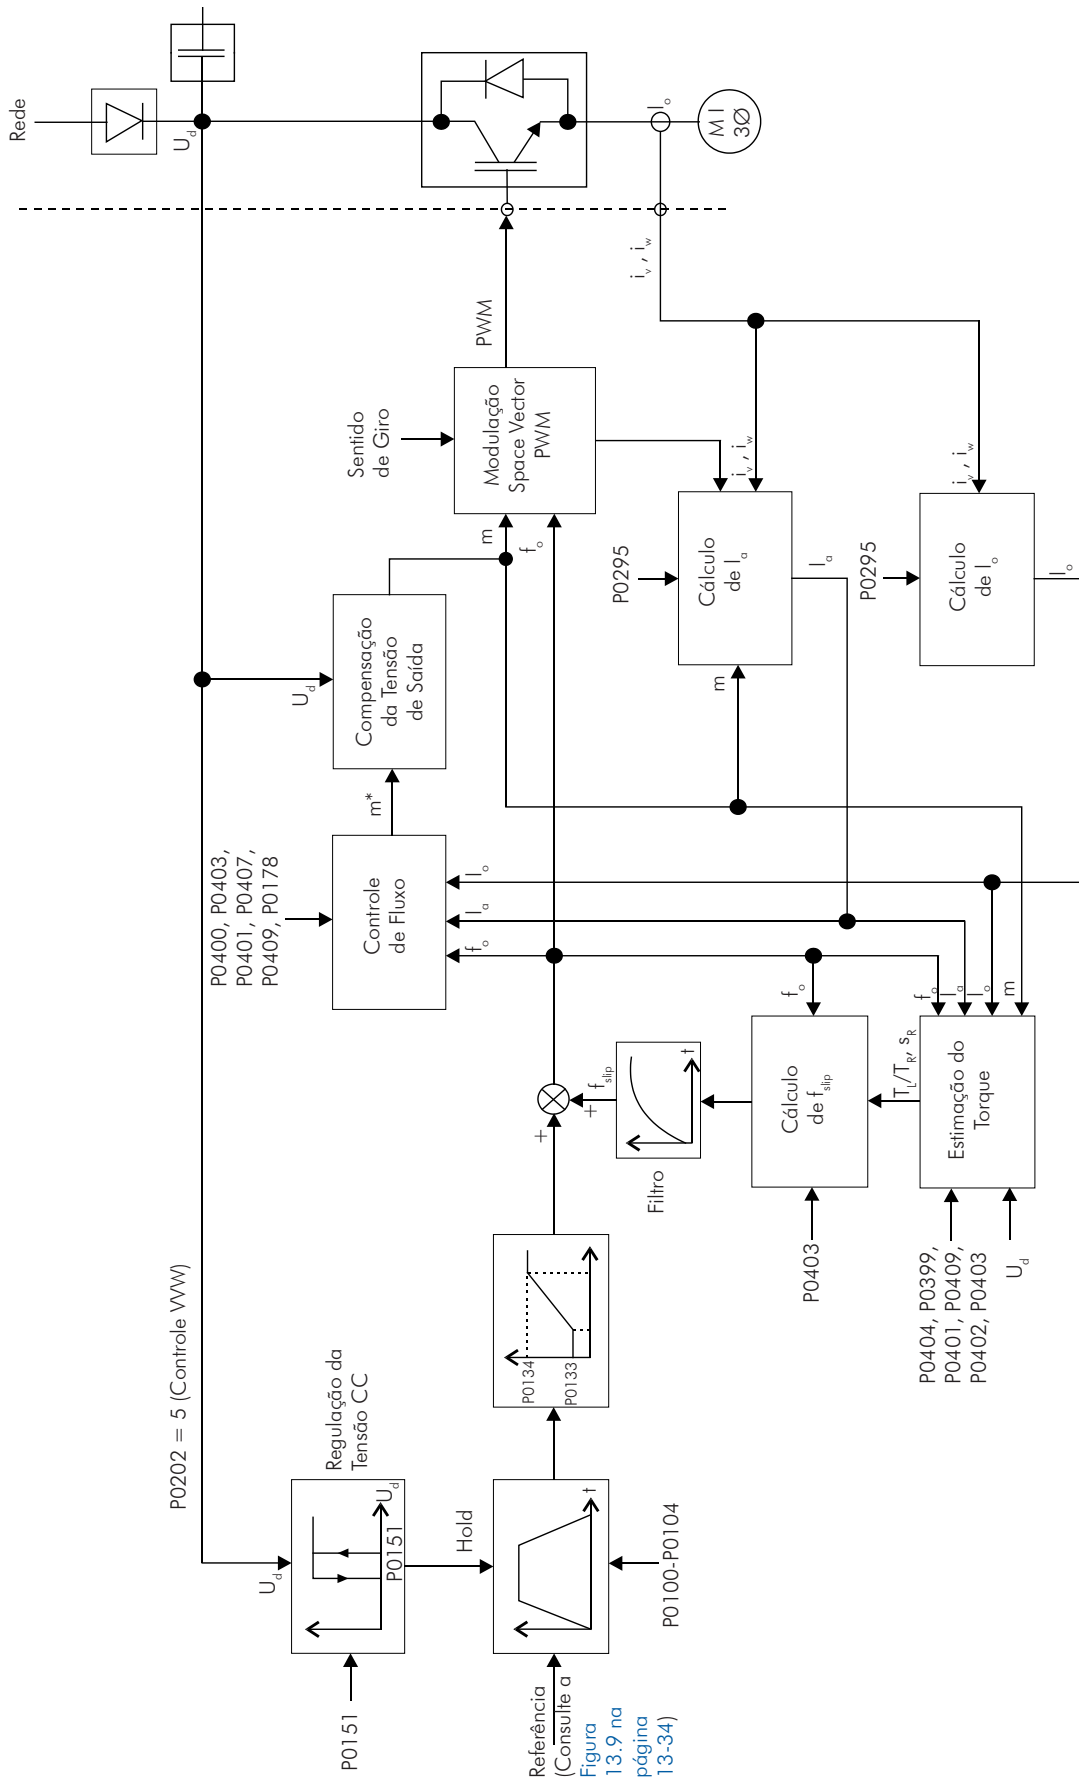 P0202 = 5 (Controle VVW)
Rede
U_d
U_d
Regulação da
Tensão CC
U_d
P0151
P0151
Hold
Referência
(Consulte a
Figura
13.9 na
página
13-34)
t
P0100-P0104
P0134
P0133
+
+
f_slip
Filtro
t
P0400, P0403,
P0401, P0407,
P0409, P0178
Controle
de Fluxo
f_o
I_a
I_o
m*
U_d
Compensação
da Tensão
de Saída
m
f_o
Sentido
de Giro
Modulação
Space Vector
PWM
PWM
I_o
M I
3Ø
i_v , i_w
P0403
Cálculo
de f_slip
f_o
T_L/T_R, s_R
P0404, P0399,
P0401, P0409,
P0402, P0403
U_d
Estimação do
Torque
f_o
I_a
I_o
m
P0295
m
Cálculo
de I_a
i_v , i_w
I_a
P0295
Cálculo
de I_o
i_v , i_w
I_o